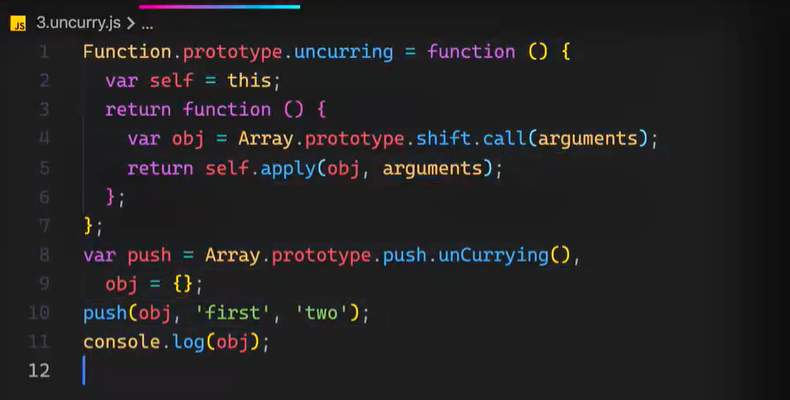 JS 3.uncurry.js > ...
1 Function.prototype.uncurring = function () {
2 var self = this;
3 return function () {
4 var obj = Array.prototype.shift.call(arguments);
5 return self.apply(obj, arguments);
6 };
7 };
8 var push = Array.prototype.push.unCurrying(),
9 obj = {};
10 push(obj, 'first', 'two');
11 console.log(obj);
12